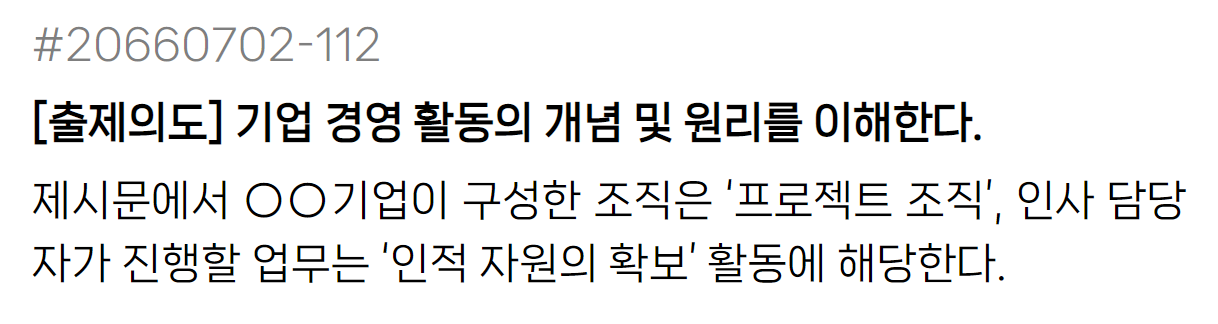 #20660702-112
[출제의도] 기업 경영 활동의 개념 및 원리를 이해한다.
제시문에서 ○○기업이 구성한 조직은 ‘프로젝트 조직’, 인사 담당
자가 진행할 업무는 ‘인적 자원의 확보’ 활동에 해당한다.